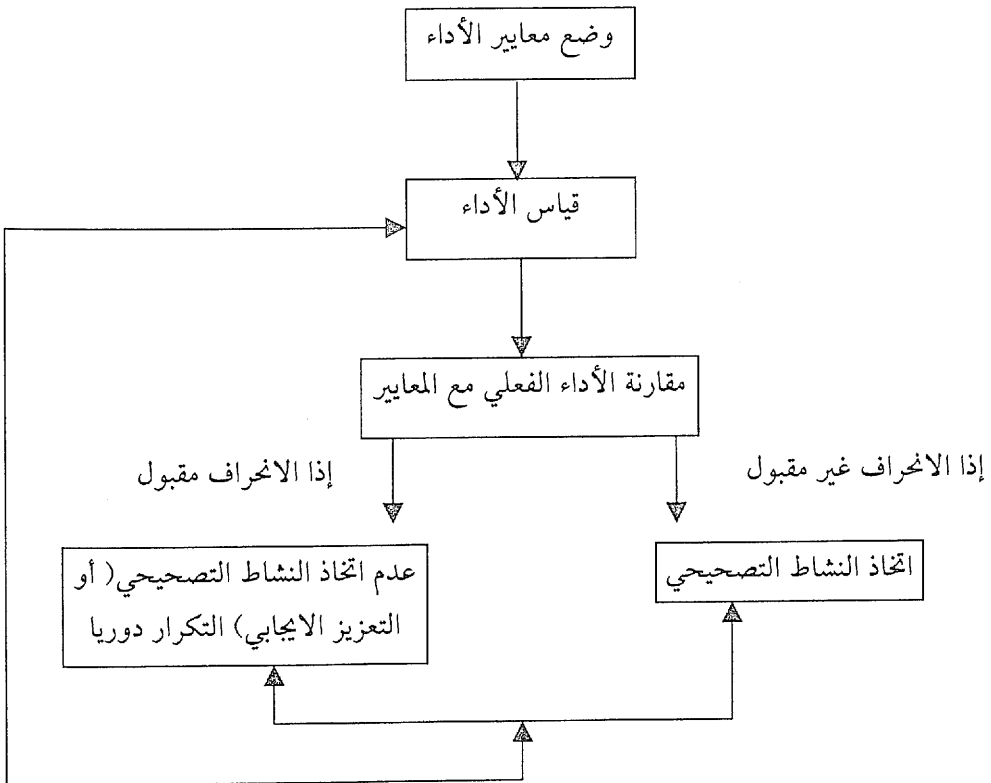 وضع معايير الأداء
قياس الأداء
مقارنة الأداء الفعلي مع المعايير
إذا الانحراف غير مقبول
إذا الانحراف مقبول
اتخاذ النشاط التصحيحي
عدم اتخاذ النشاط التصحيحي( أو
التعزيز الايجابي) التكرار دوريا